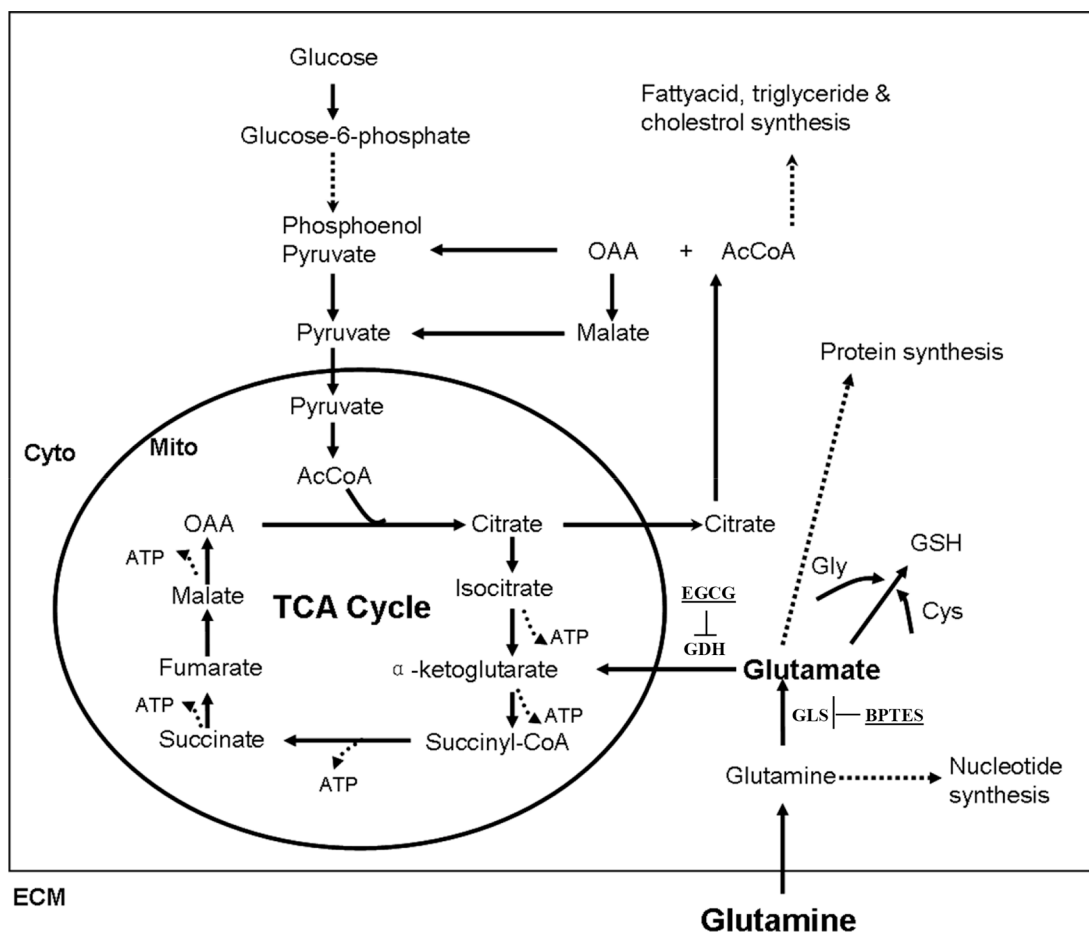 Glucose
Fattyacid, triglyceride &
cholestrol synthesis
Glucose-6-phosphate
Phosphoenol
Pyruvate
OAA + AcCoA
Pyruvate
Malate
Protein synthesis
Pyruvate
Cyto
Mito
AcCoA
OAA
Citrate
Citrate
GSH
ATP
Gly
Malate
TCA Cycle
Isocitrate
EGCG
Cys
ATP
GDH
Fumarate
α-ketoglutarate
Glutamate
ATP
ATP
GLS
BPTES
Succinate
Succinyl-CoA
ATP
Glutamine
Nucleotide
synthesis
ECM
Glutamine